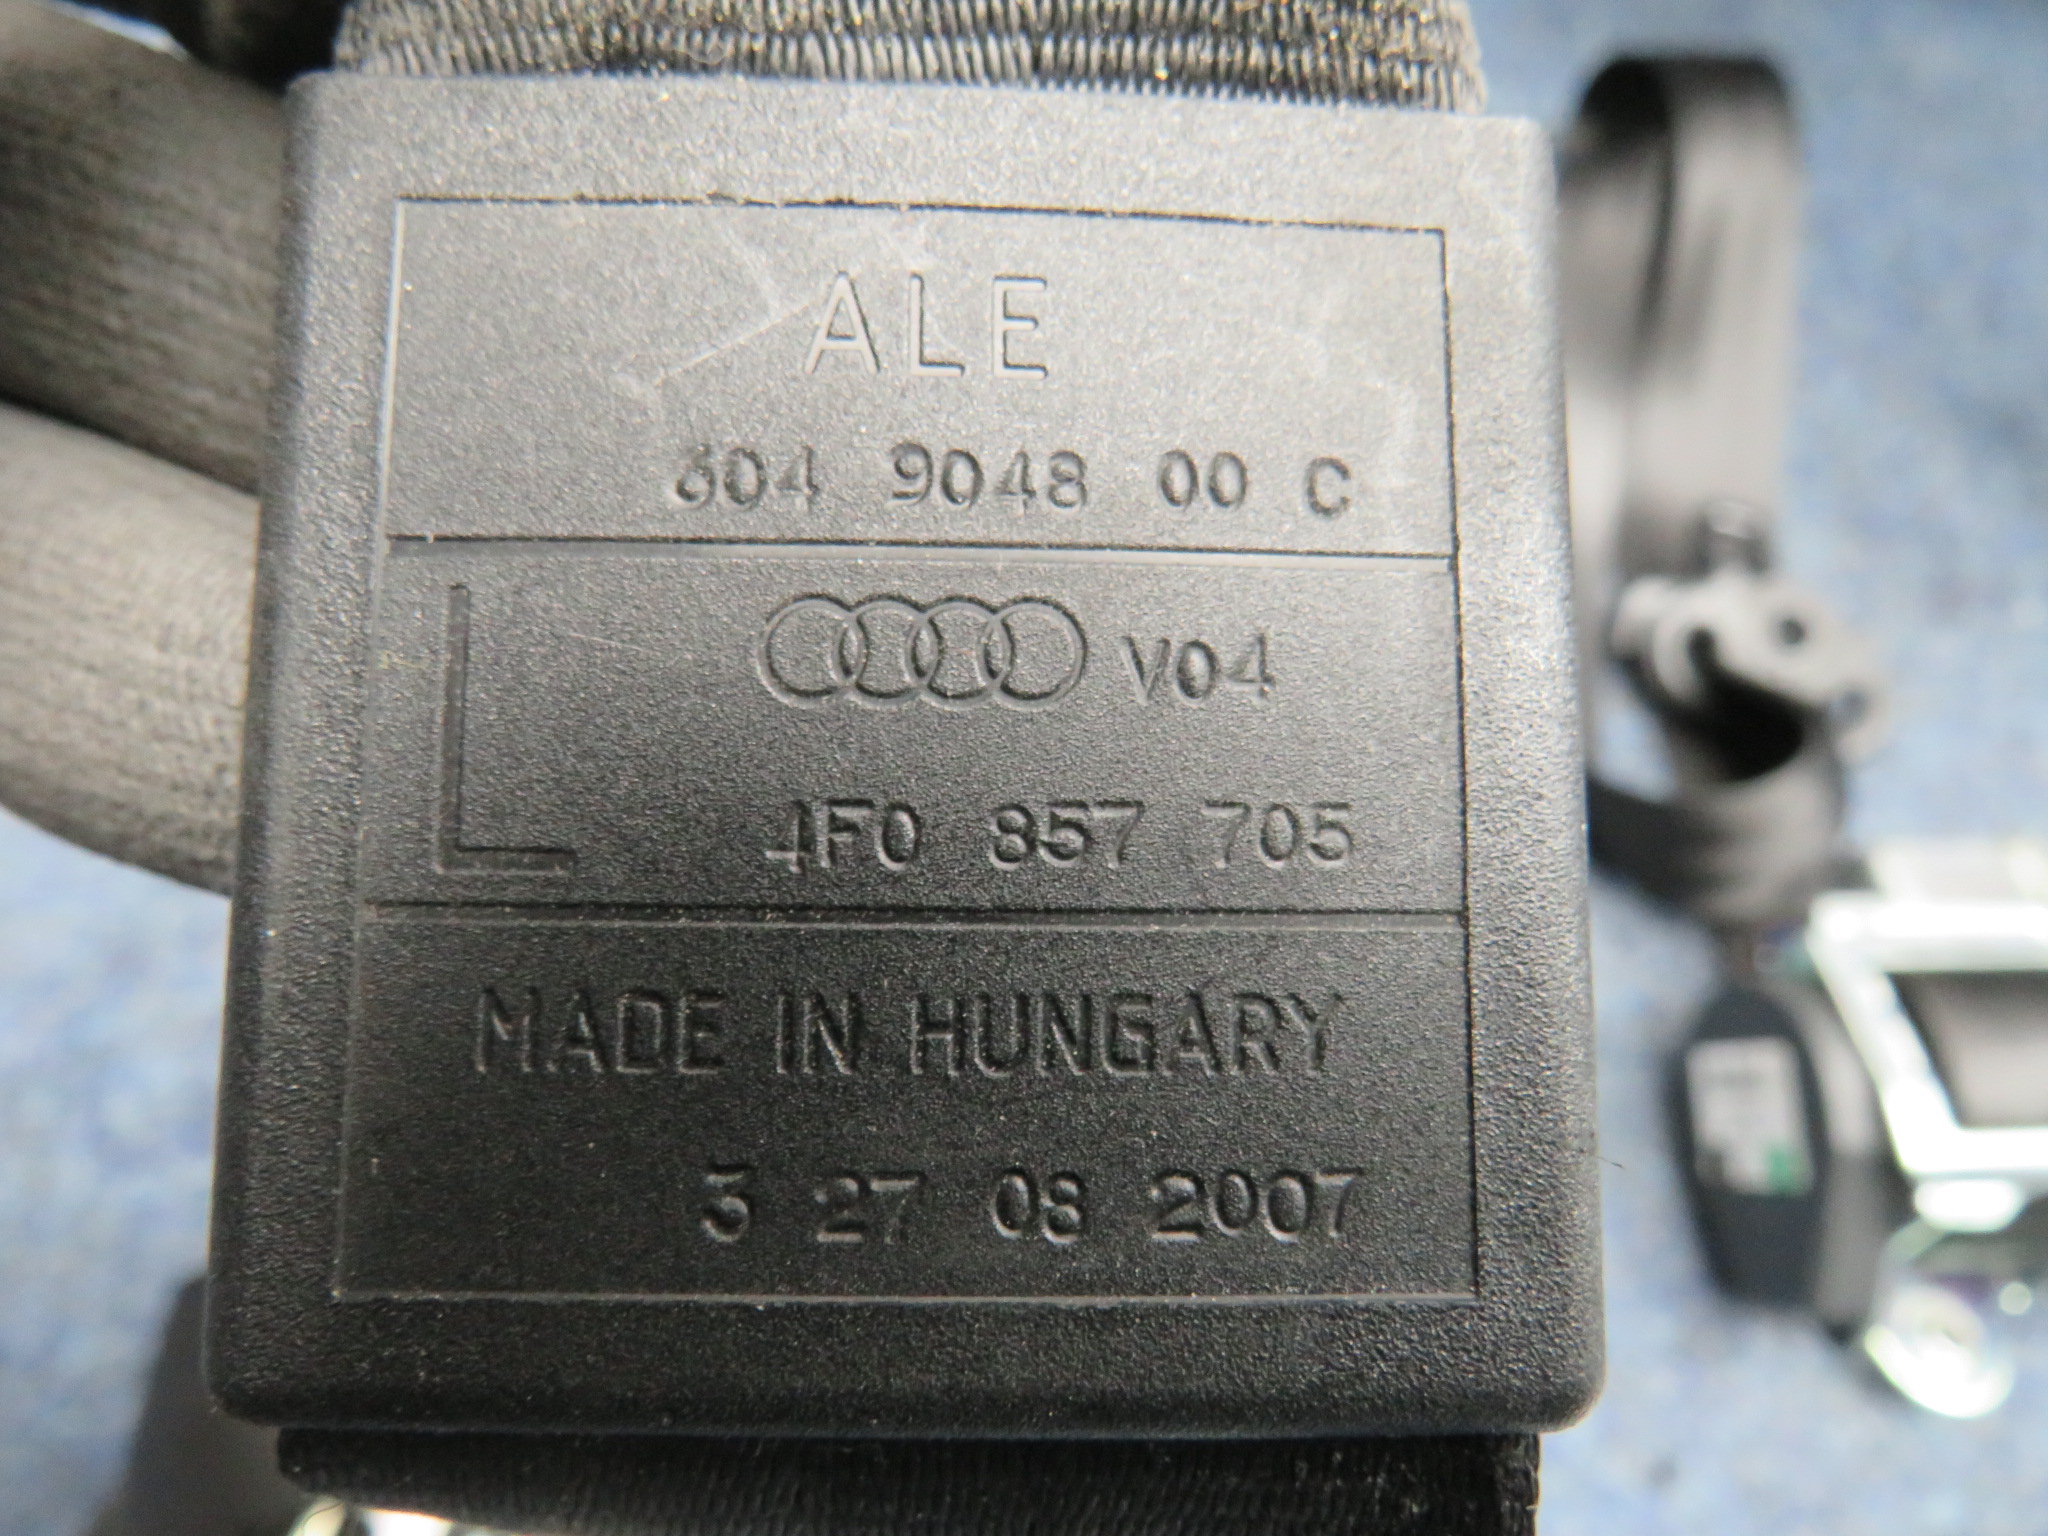 ALE
604 9048 00 C
V04
L 4F0 857 705
MADE IN HUNGARY
3 27 08 2007